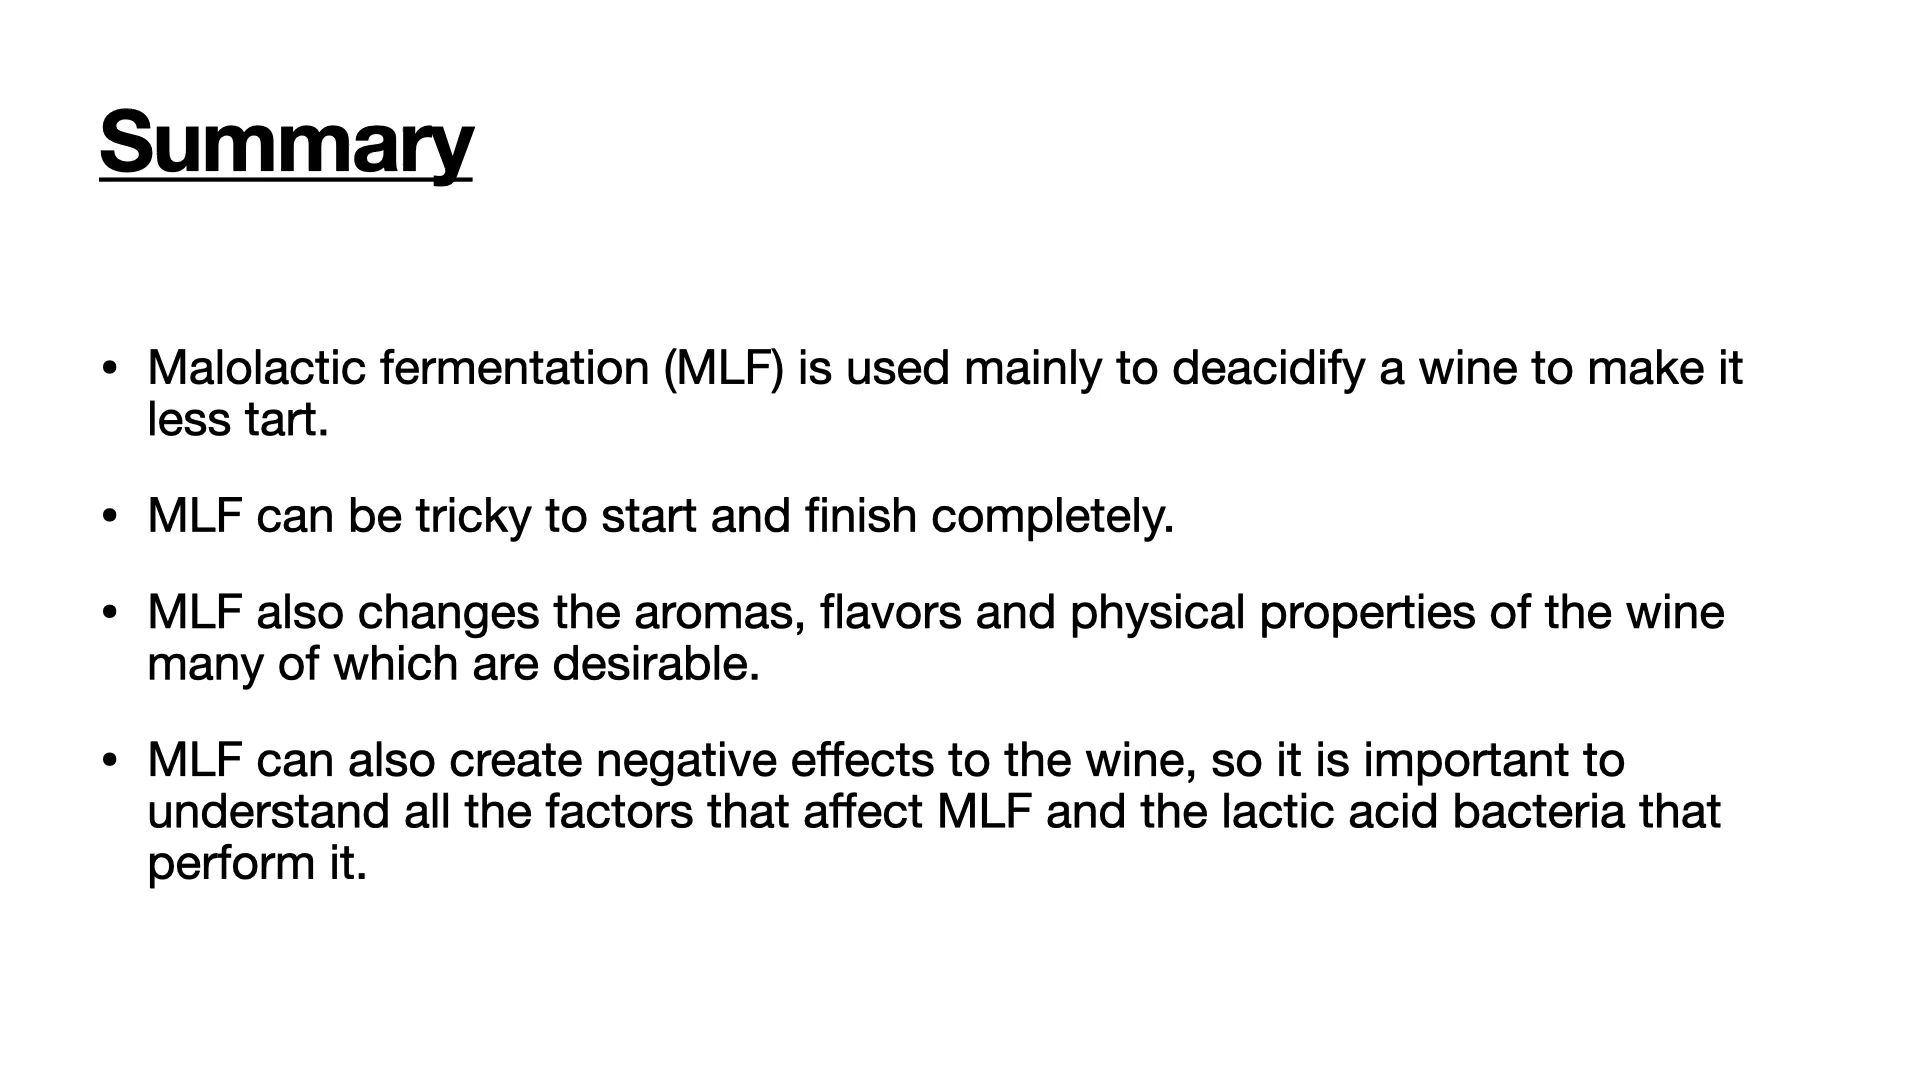 Summary
• Malolactic fermentation (MLF) is used mainly to deacidify a wine to make it
less tart.
• MLF can be tricky to start and finish completely.
• MLF also changes the aromas, flavors and physical properties of the wine
many of which are desirable.
• MLF can also create negative effects to the wine, so it is important to
understand all the factors that affect MLF and the lactic acid bacteria that
perform it.